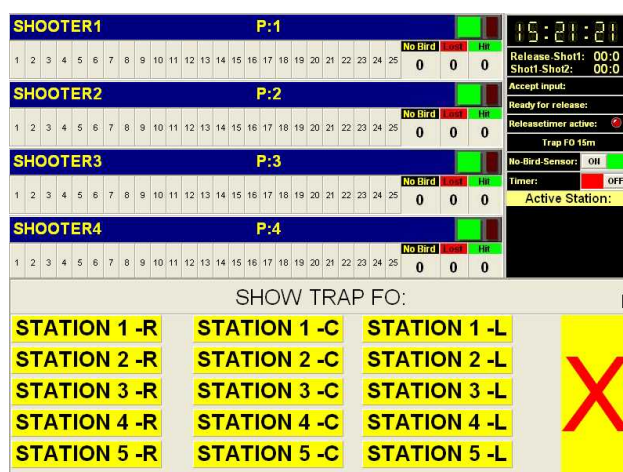 SHOOTER1 P:1
No Bird Lost Hit
1 2 3 4 5 6 7 8 9 10 11 12 13 14 15 16 17 18 19 20 21 22 23 24 25 0 0 0
SHOOTER2 P:2
No Bird Lost Hit
1 2 3 4 5 6 7 8 9 10 11 12 13 14 15 16 17 18 19 20 21 22 23 24 25 0 0 0
SHOOTER3 P:3
No Bird Lost Hit
1 2 3 4 5 6 7 8 9 10 11 12 13 14 15 16 17 18 19 20 21 22 23 24 25 0 0 0
SHOOTER4 P:4
No Bird Lost Hit
1 2 3 4 5 6 7 8 9 10 11 12 13 14 15 16 17 18 19 20 21 22 23 24 25 0 0 0
15:21:21
Release-Shot1: 00:0
Shot1-Shot2: 00:0
Accept input:
Ready for release:
Releasetimer active:
Trap FO 15m
No-Bird-Sensor: ON
Timer: OFF
Active Station:
SHOW TRAP FO:
STATION 1 -R STATION 1 -C STATION 1 -L
STATION 2 -R STATION 2 -C STATION 2 -L
STATION 3 -R STATION 3 -C STATION 3 -L
STATION 4 -R STATION 4 -C STATION 4 -L
STATION 5 -R STATION 5 -C STATION 5 -L
X